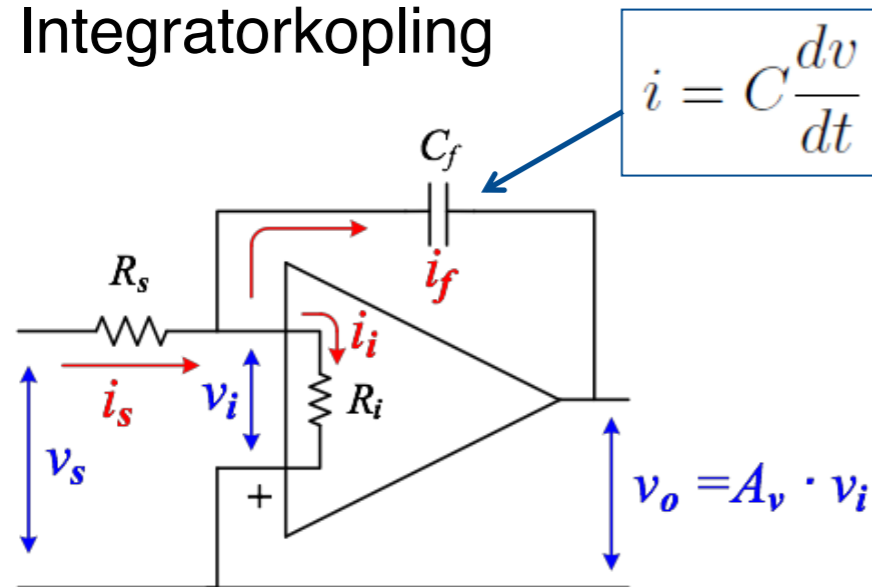 Integratorkopling
i = C dv/dt
C_f
R_s
i_f
i_i
i_s
v_i
R_i
v_s
+
v_o = A_v · v_i